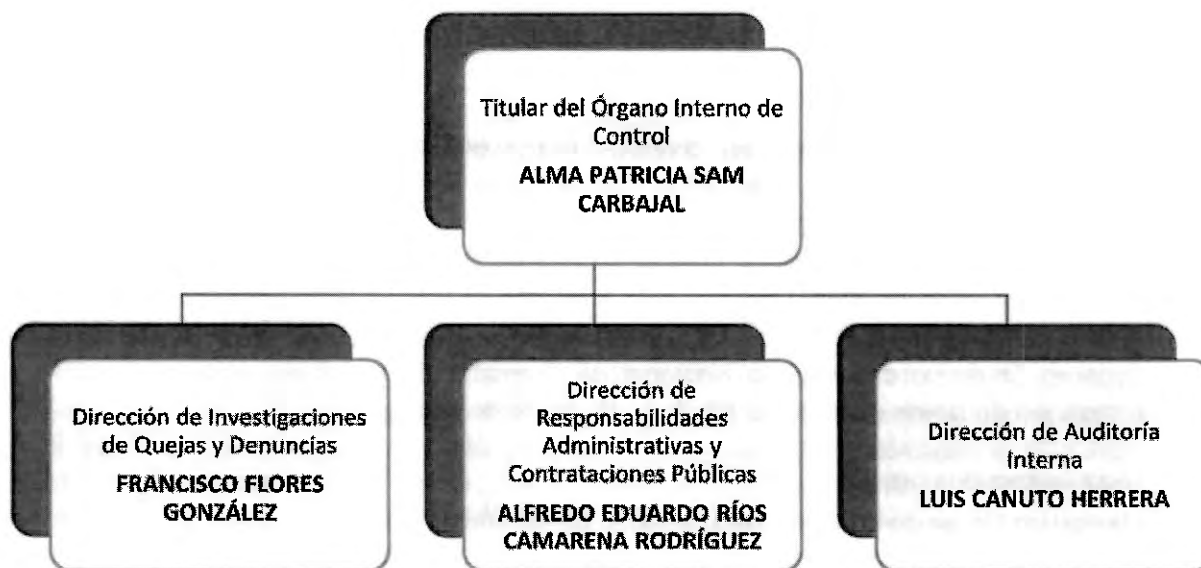 Titular del Órgano Interno de
Control
ALMA PATRICIA SAM
CARBAJAL
Dirección de Investigaciones
de Quejas y Denuncias
FRANCISCO FLORES
GONZÁLEZ
Dirección de
Responsabilidades
Administrativas y
Contrataciones Públicas
ALFREDO EDUARDO RÍOS
CAMARENA RODRÍGUEZ
Dirección de Auditoría
Interna
LUIS CANUTO HERRERA